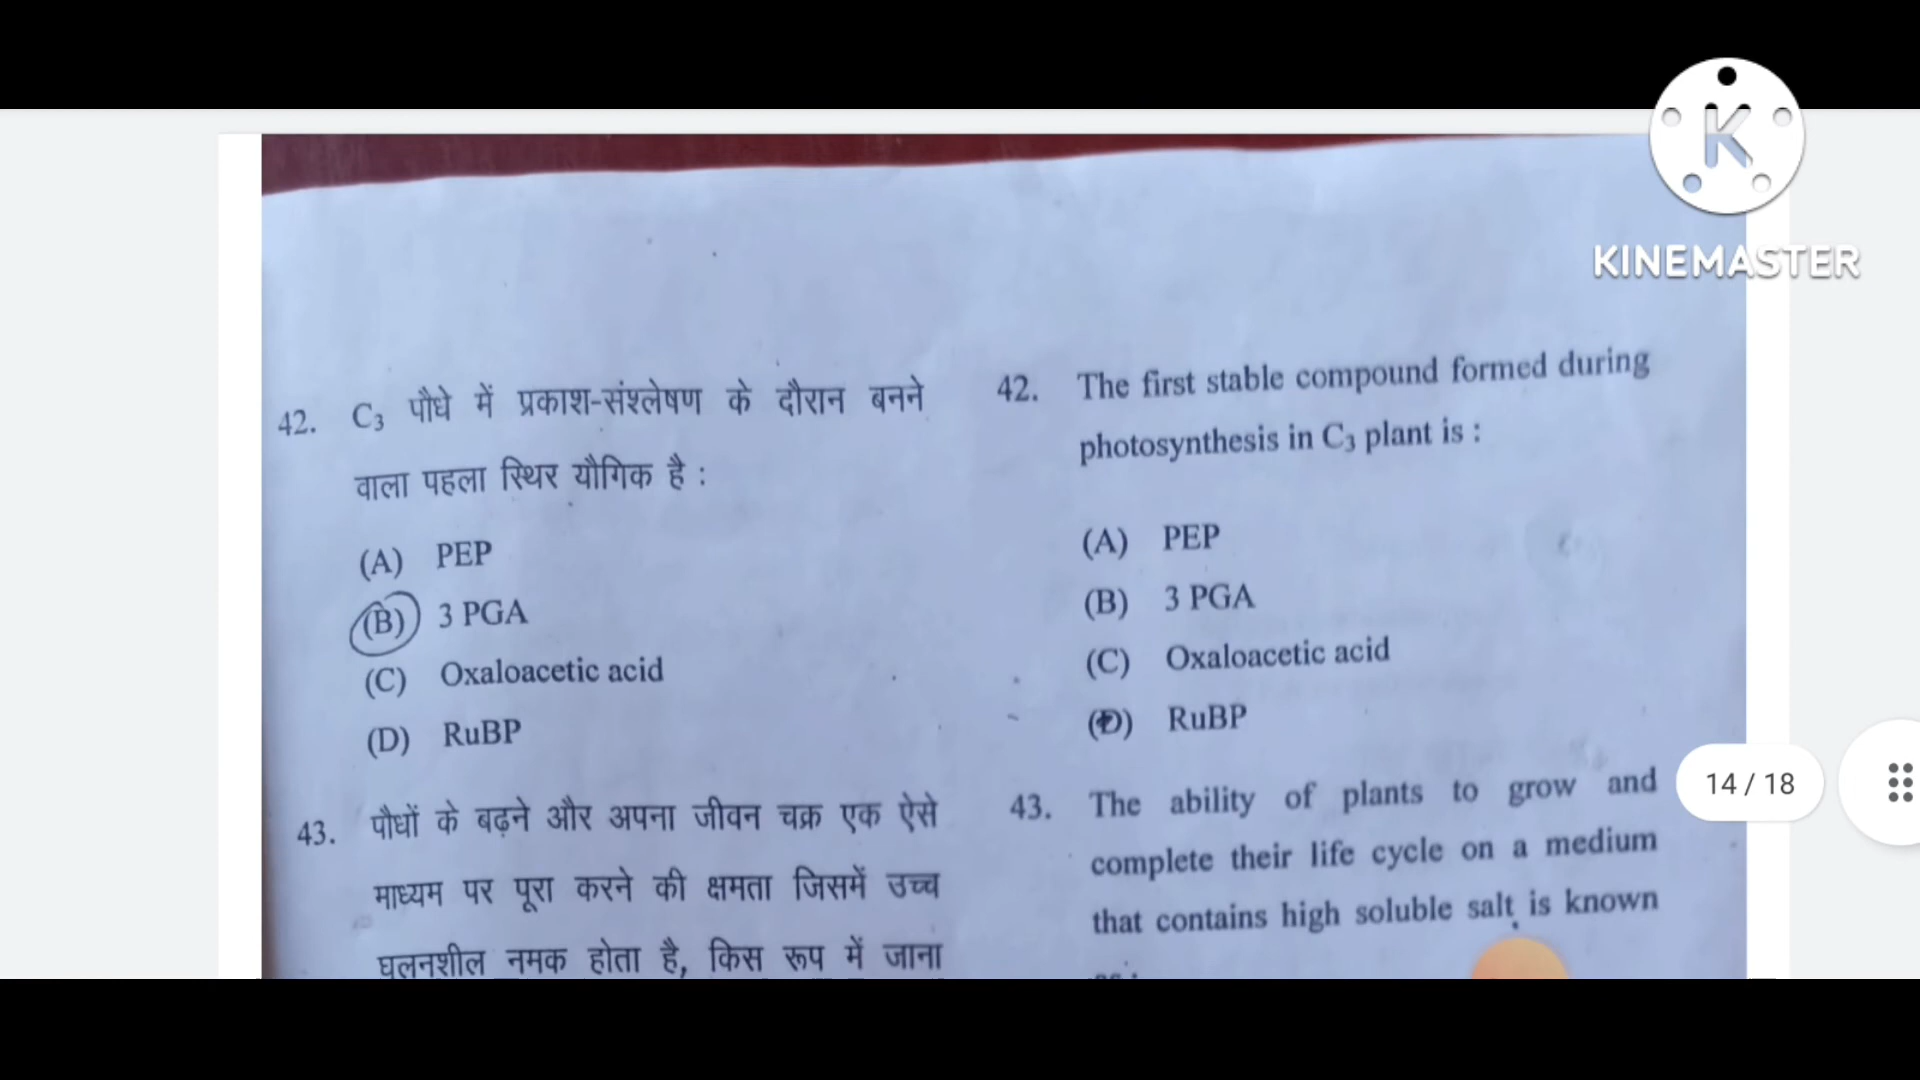 KINEMASTER
42. C3 पौधे में प्रकाश-संश्लेषण के दौरान बनने
वाला पहला स्थिर यौगिक है :
(A) PEP
(B) 3 PGA
(C) Oxaloacetic acid
(D) RuBP
43. पौधों के बढ़ने और अपना जीवन चक्र एक ऐसे
माध्यम पर पूरा करने की क्षमता जिसमें उच्च
घुलनशील नमक होता है, किस रूप में जाना
42. The first stable compound formed during
photosynthesis in C3 plant is :
(A) PEP
(B) 3 PGA
(C) Oxaloacetic acid
(D) RuBP
43. The ability of plants to grow and
complete their life cycle on a medium
that contains high soluble salt is known
as :
14 / 18